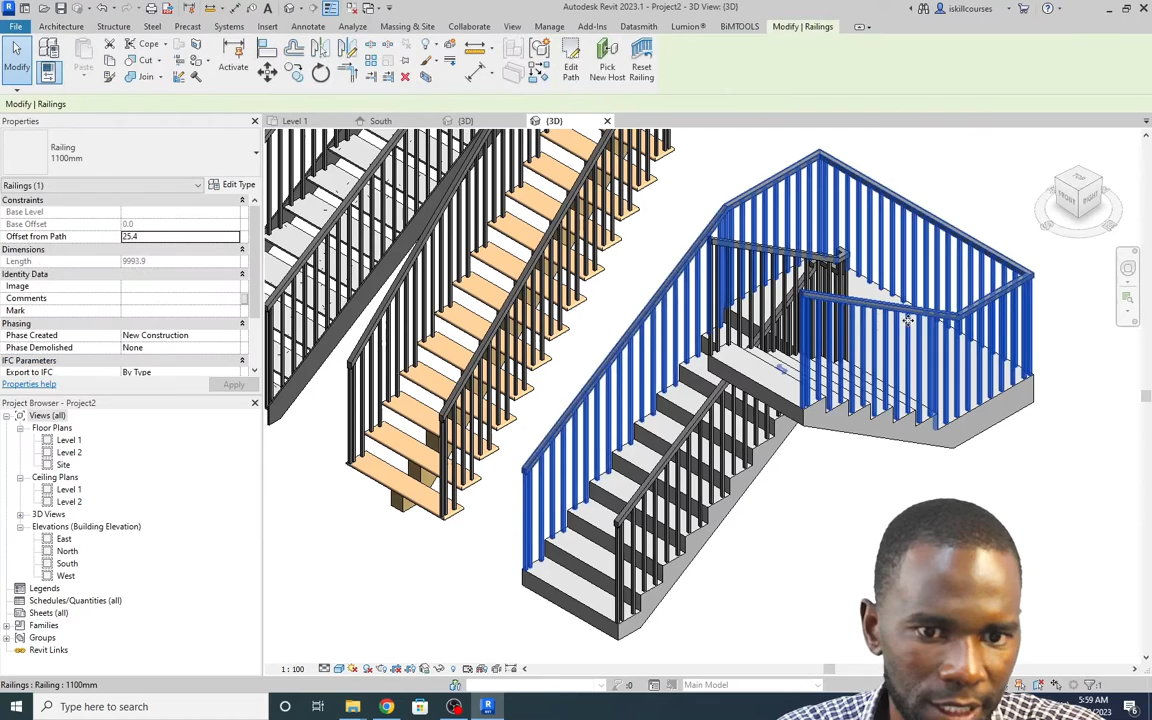 Autodesk Revit 2023.1 - Project2 - 3D View: {3D}
iskillcourses
File Architecture Structure Steel Precast Systems Insert Annotate Analyze Massing & Site Collaborate View Manage Add-Ins Datasmith Lumion® BiMTOOLS Modify | Railings
Modify
Paste
Cope
Cut
Join
Activate
Edit Path
Pick New Host
Reset Railing
Modify | Railings
Properties
Level 1
South
{3D}
{3D}
Railing
1100mm
Railings (1)
Edit Type
Constraints
Base Level
Base Offset 0.0
Offset from Path 25.4
Dimensions
Length 9993.9
Identity Data
Image
Comments
Mark
Phasing
Phase Created New Construction
Phase Demolished None
IFC Parameters
Export to IFC By Type
Properties help
Apply
Project Browser - Project2
Views (all)
Floor Plans
Level 1
Level 2
Site
Ceiling Plans
Level 1
Level 2
3D Views
Elevations (Building Elevation)
East
North
South
West
Legends
Schedules/Quantities (all)
Sheets (all)
Families
Groups
Revit Links
TOP
FRONT
RIGHT
1 : 100
Railings : Railing : 1100mm
:0
Main Model
:1
Type here to search
5:59 AM
/2023
6